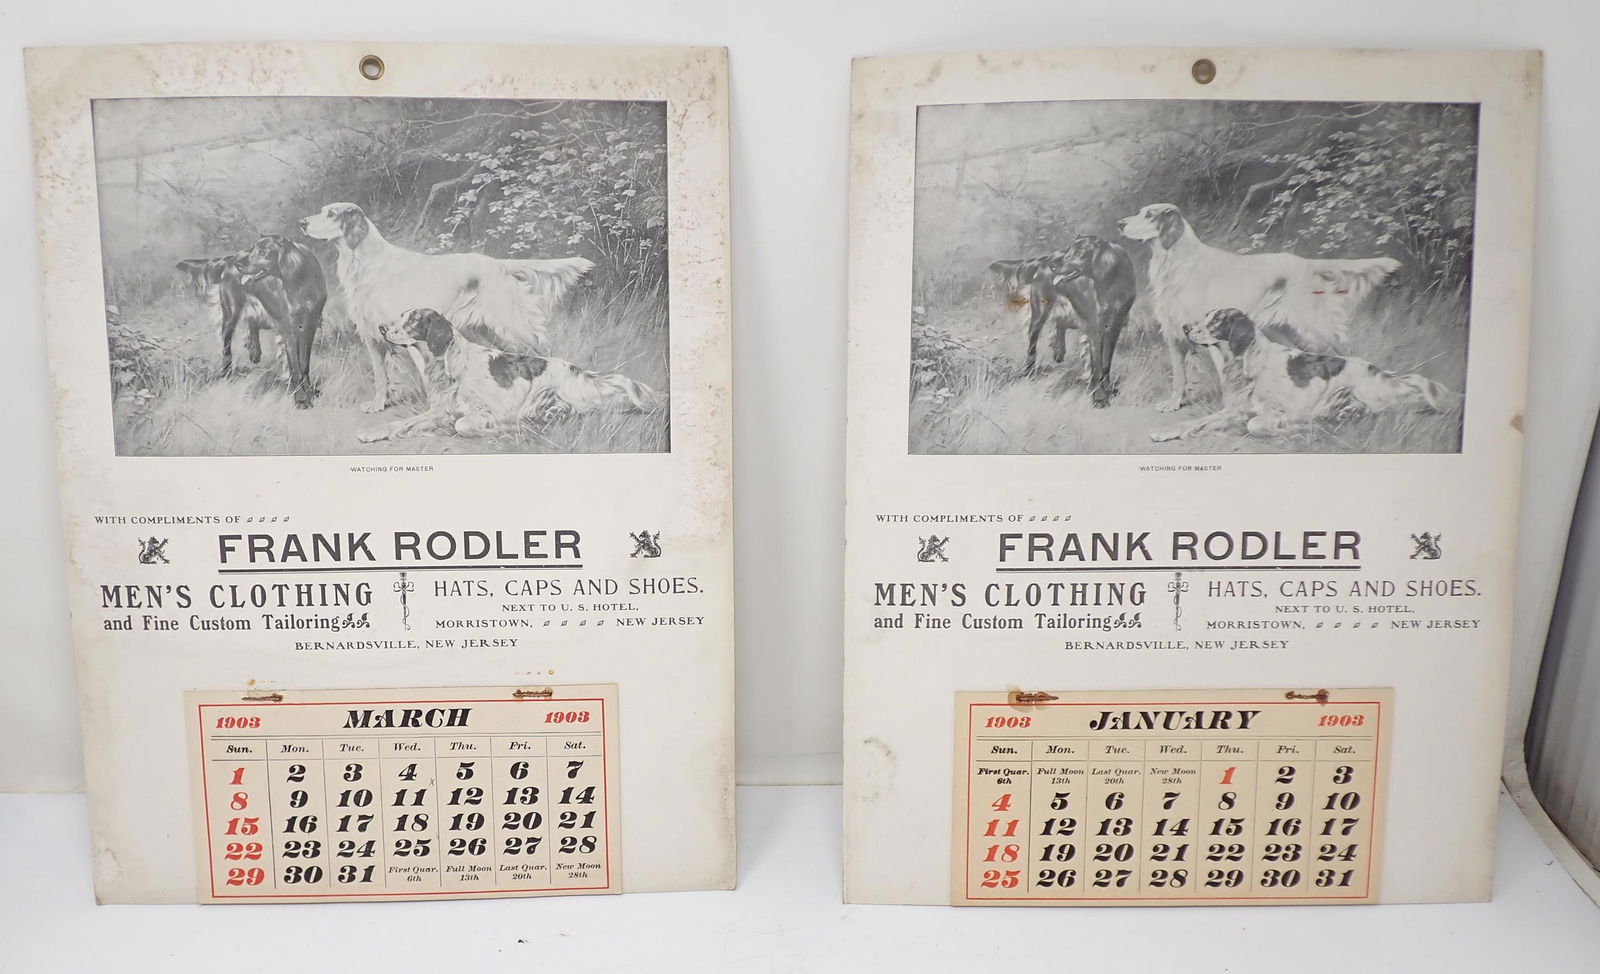 WATCHING FOR MASTER
WITH COMPLIMENTS OF
FRANK RODLER
MEN'S CLOTHING
and Fine Custom Tailoring
HATS, CAPS AND SHOES.
NEXT TO U. S. HOTEL,
MORRISTOWN, NEW JERSEY
BERNARDSVILLE, NEW JERSEY
1903 MARCH 1903
Sun. Mon. Tue. Wed. Thu. Fri. Sat.
1 2 3 4 5 6 7
8 9 10 11 12 13 14
15 16 17 18 19 20 21
22 23 24 25 26 27 28
29 30 31 First Quar. 6th Full Moon 13th Last Quar. 20th New Moon 28th
WATCHING FOR MASTER
WITH COMPLIMENTS OF
FRANK RODLER
MEN'S CLOTHING
and Fine Custom Tailoring
HATS, CAPS AND SHOES.
NEXT TO U. S. HOTEL,
MORRISTOWN, NEW JERSEY
BERNARDSVILLE, NEW JERSEY
1903 JANUARY 1903
Sun. Mon. Tue. Wed. Thu. Fri. Sat.
First Quar. 6th Full Moon 13th Last Quar. 20th New Moon 28th 1 2 3
4 5 6 7 8 9 10
11 12 13 14 15 16 17
18 19 20 21 22 23 24
25 26 27 28 29 30 31